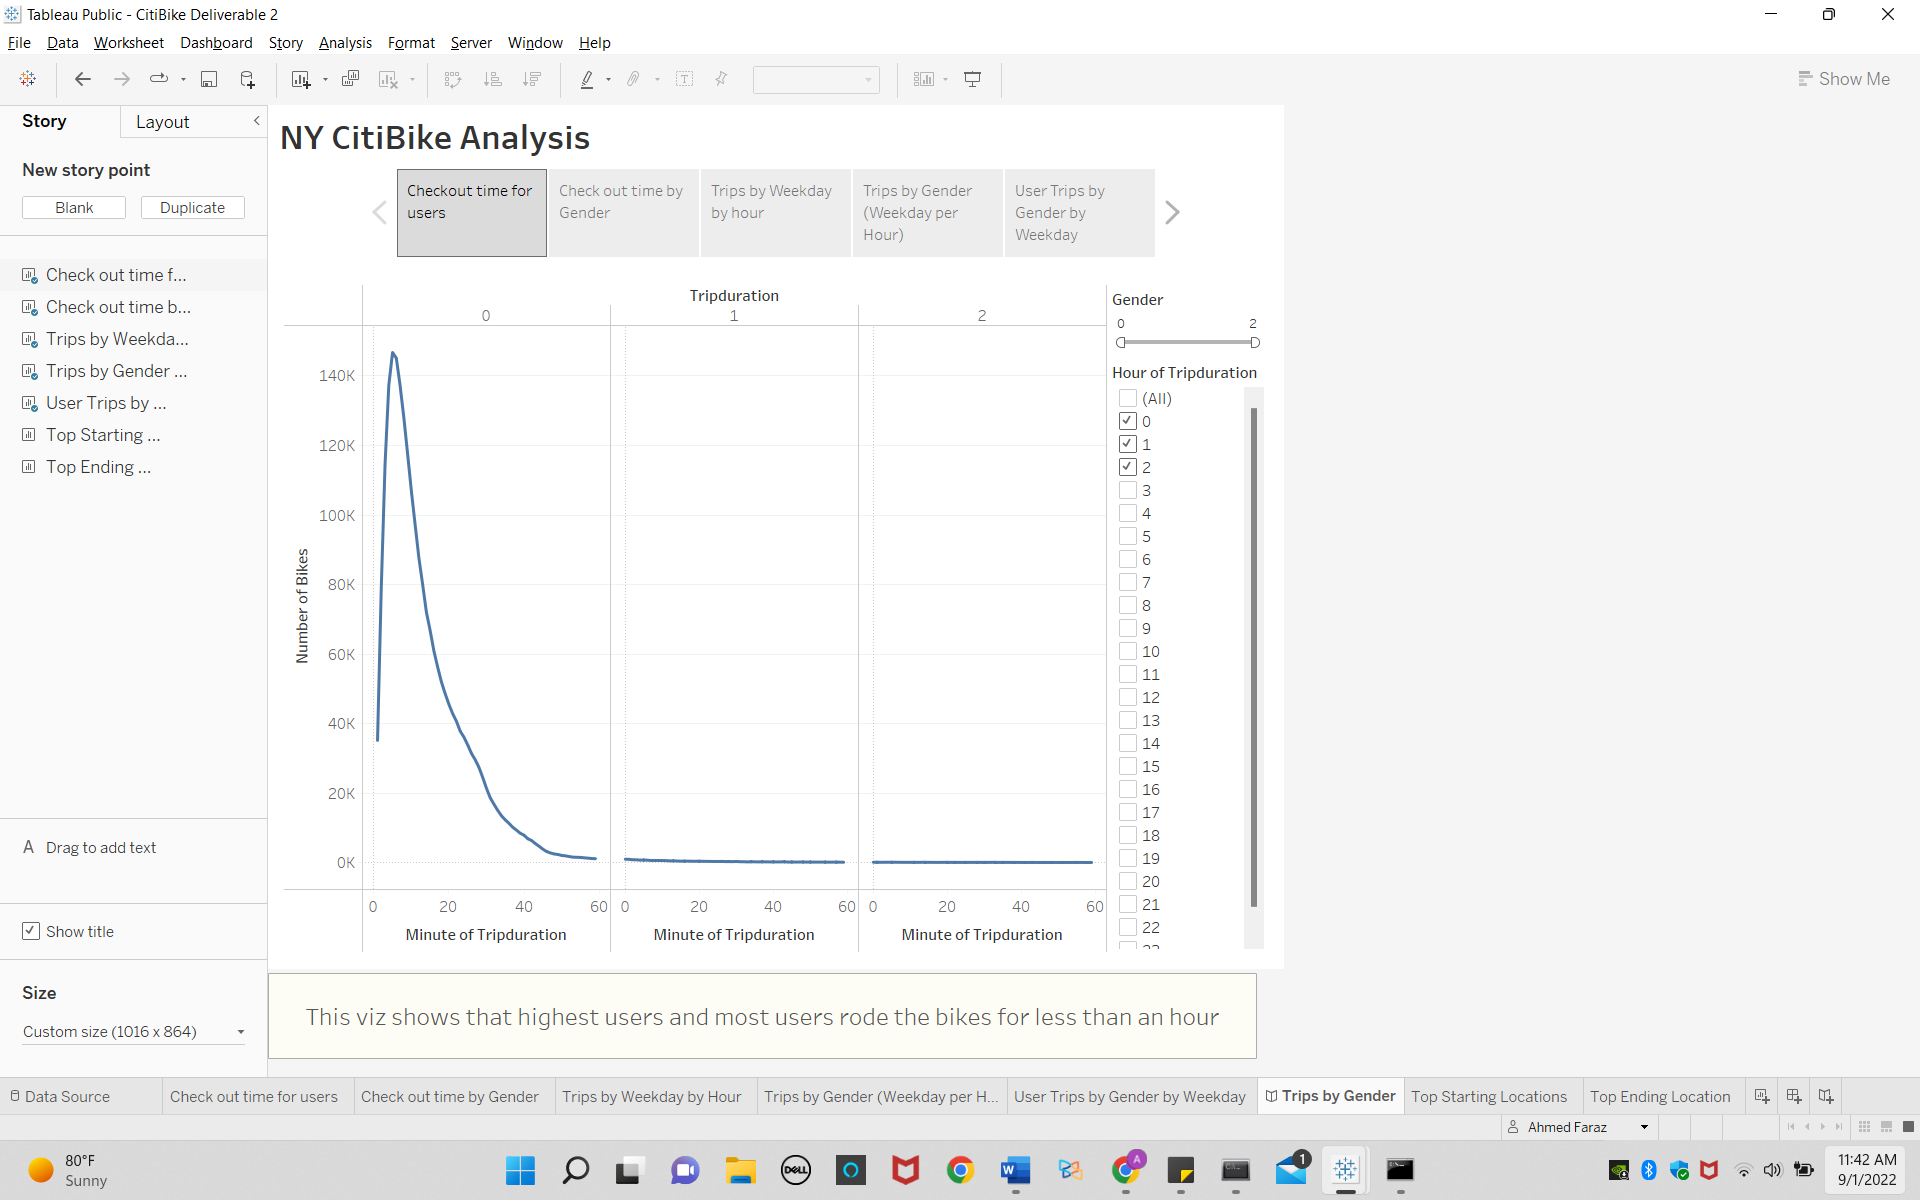 Tableau Public - CitiBike Deliverable 2
File Data Worksheet Dashboard Story Analysis Format Server Window Help
Show Me
Story Layout
New story point
Blank Duplicate
Check out time f...
Check out time b...
Trips by Weekda...
Trips by Gender ...
User Trips by ...
Top Starting ...
Top Ending ...
A Drag to add text
Show title
Size
Custom size (1016 x 864)
NY CitiBike Analysis
Checkout time for
users
Check out time by
Gender
Trips by Weekday
by hour
Trips by Gender
(Weekday per
Hour)
User Trips by
Gender by
Weekday
Tripduration
0 1 2
Number of Bikes
140K
120K
100K
80K
60K
40K
20K
0K
0 20 40 60 0 20 40 60 0 20 40 60
Minute of Tripduration Minute of Tripduration Minute of Tripduration
Gender
0 2
Hour of Tripduration
(All)
0
1
2
3
4
5
6
7
8
9
10
11
12
13
14
15
16
17
18
19
20
21
22
This viz shows that highest users and most users rode the bikes for less than an hour
Data Source Check out time for users Check out time by Gender Trips by Weekday by Hour Trips by Gender (Weekday per H... User Trips by Gender by Weekday Trips by Gender Top Starting Locations Top Ending Location
Ahmed Faraz
80°F
Sunny
DELL
A
1
11:42 AM
9/1/2022